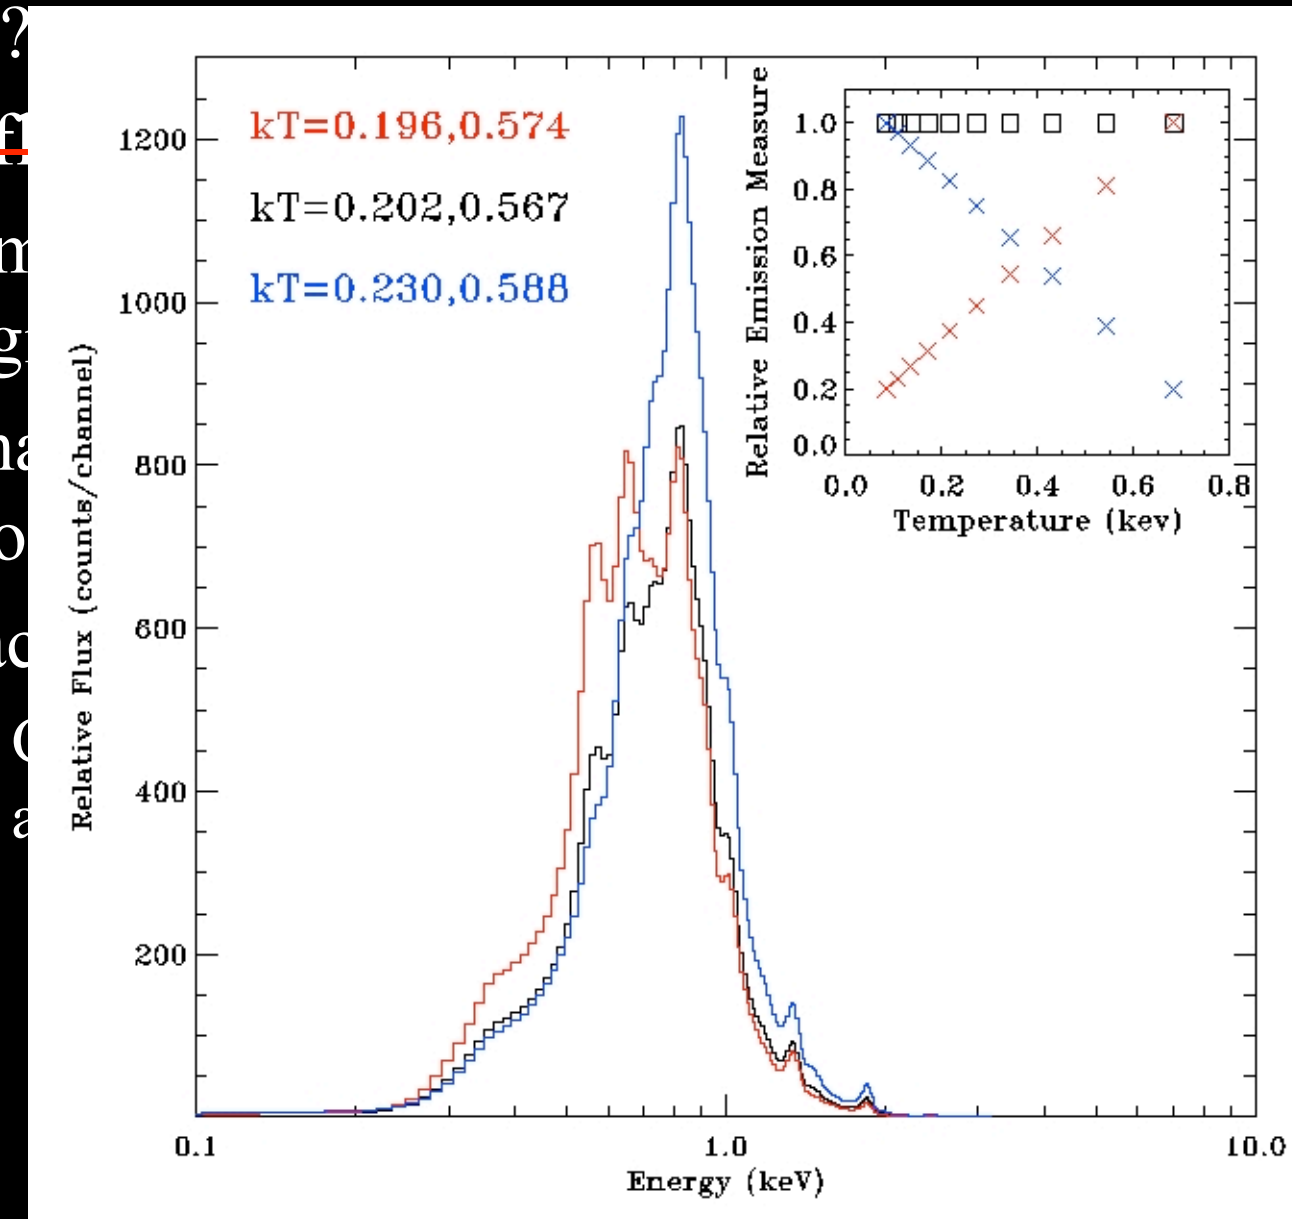 ?
kT=0.196,0.574
kT=0.202,0.567
kT=0.230,0.588
1200
1000
800
600
400
200
Relative Flux (counts/channel)
0.1 1.0 10.0
Energy (keV)
Relative Emission Measure
1.0
0.8
0.6
0.4
0.2
0.0
0.0 0.2 0.4 0.6 0.8
Temperature (kev)